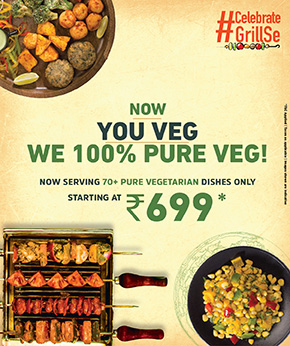 #Celebrate
GrillSe
NOW
YOU VEG
WE 100% PURE VEG!
NOW SERVING 70+ PURE VEGETARIAN DISHES ONLY
STARTING AT ₹699*